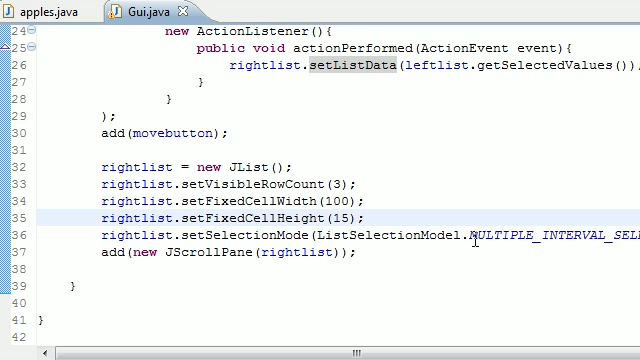 apples.java Gui.java
24 new ActionListener(){
25 public void actionPerformed(ActionEvent event){
26 rightlist.setListData(leftlist.getSelectedValues());
27 }
28 }
29 );
30 add(movebutton);
31
32 rightlist = new JList();
33 rightlist.setVisibleRowCount(3);
34 rightlist.setFixedCellWidth(100);
35 rightlist.setFixedCellHeight(15);
36 rightlist.setSelectionMode(ListSelectionModel.MULTIPLE_INTERVAL_SEL
37 add(new JScrollPane(rightlist));
38
39 }
40
41 }
42